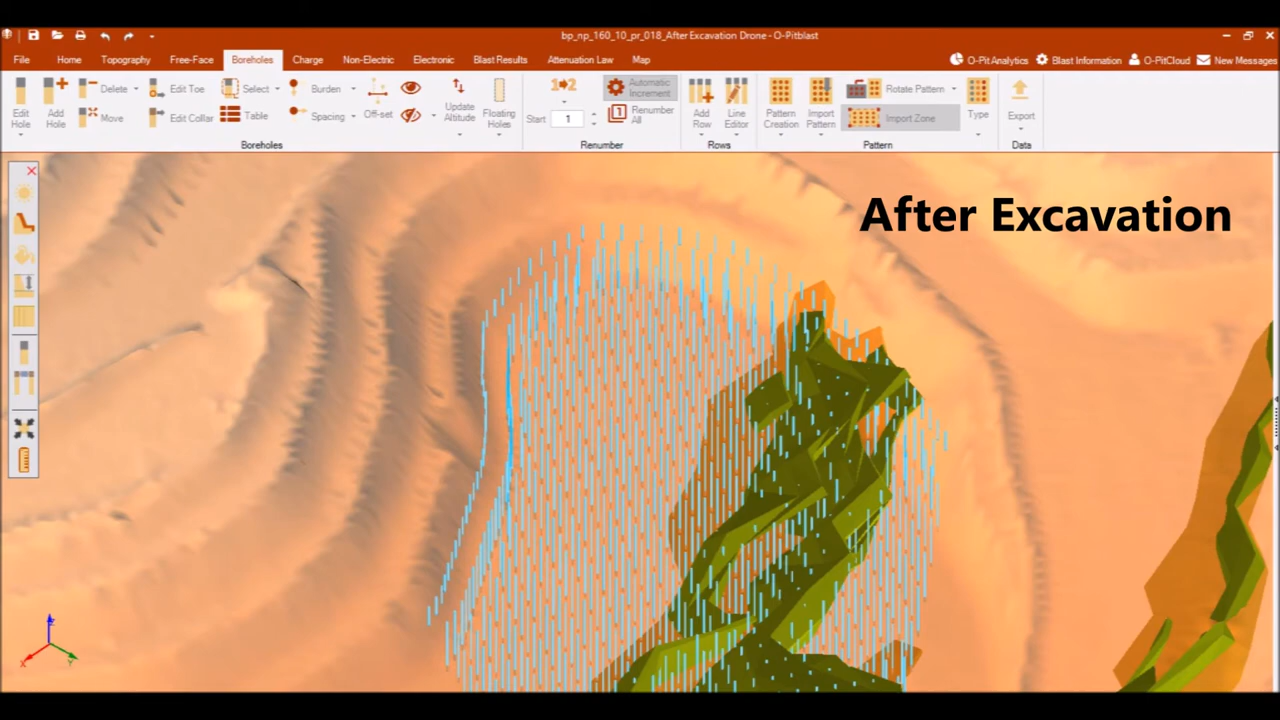 bp_np_160_10_pr_018_After Excavation Drone - O-Pitblast
File Home Topography Free-Face Boreholes Charge Non-Electric Electronic Blast Results Attenuation Law Map
O-Pit Analytics Blast Information O-PitCloud New Messages
Edit Hole
Add Hole
Delete
Move
Edit Toe
Edit Collar
Select
Table
Burden
Spacing
Off-set
Update Altitude
Floating Holes
Boreholes
Start 1
Automatic Increment
Renumber All
Renumber
Add Row
Line Editor
Rows
Pattern Creation
Import Pattern
Rotate Pattern
Import Zone
Type
Pattern
Export
Data
After Excavation
Z
X
Y